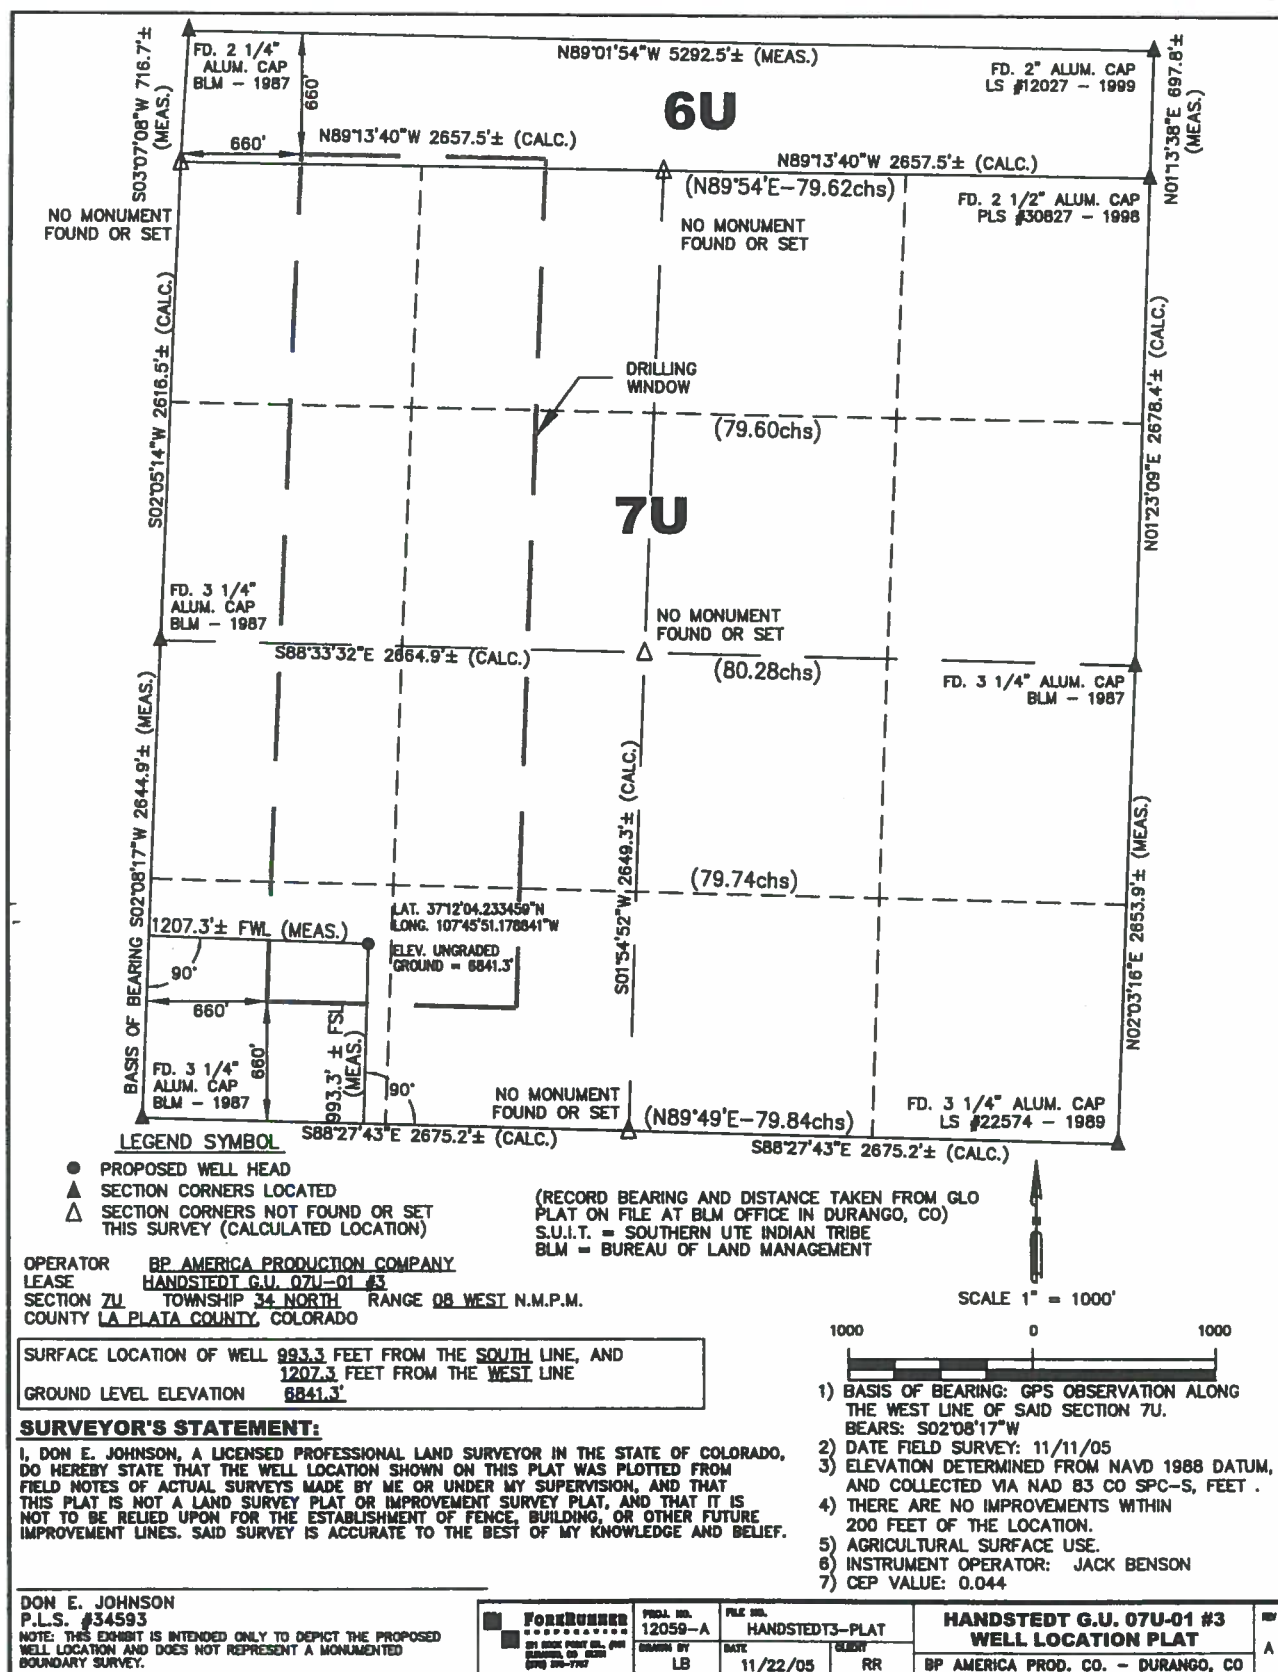 N89°01'54"W 5292.5'± (MEAS.)
S03°07'08"W 716.7'±
(MEAS.)
FD. 2 1/4"
ALUM. CAP
BLM – 1987
660'
660'
6U
FD. 2" ALUM. CAP
LS #12027 – 1999
N01°13'38"E 697.8'±
(MEAS.)
N89°13'40"W 2657.5'± (CALC.)
N89°13'40"W 2657.5'± (CALC.)
(N89°54'E–79.62chs)
FD. 2 1/2" ALUM. CAP
PLS #30827 – 1998
NO MONUMENT
FOUND OR SET
NO MONUMENT
FOUND OR SET
S02°05'14"W 2616.5'± (CALC.)
N01°23'09"E 2678.4'± (CALC.)
DRILLING
WINDOW
(79.60chs)
7U
FD. 3 1/4"
ALUM. CAP
BLM – 1987
NO MONUMENT
FOUND OR SET
S88°33'32"E 2664.9'± (CALC.)
(80.28chs)
FD. 3 1/4" ALUM. CAP
BLM – 1987
BASIS OF BEARING S02°08'17"W 2644.9'± (MEAS.)
S01°54'52"W 2649.3'± (CALC.)
N02°03'16"E 2653.9'± (MEAS.)
(79.74chs)
LAT. 37°12'04.233459"N
LONG. 107°45'51.178841"W
1207.3'± FWL (MEAS.)
ELEV. UNGRADED
GROUND = 6841.3'
90°
660'
660'
993.3' ± FSL
(MEAS.)
90°
FD. 3 1/4"
ALUM. CAP
BLM – 1987
NO MONUMENT
FOUND OR SET
(N89°49'E–79.84chs)
FD. 3 1/4" ALUM. CAP
LS #22574 – 1989
S88°27'43"E 2675.2'± (CALC.)
S88°27'43"E 2675.2'± (CALC.)
LEGEND SYMBOL
PROPOSED WELL HEAD
SECTION CORNERS LOCATED
SECTION CORNERS NOT FOUND OR SET
THIS SURVEY (CALCULATED LOCATION)
(RECORD BEARING AND DISTANCE TAKEN FROM GLO
PLAT ON FILE AT BLM OFFICE IN DURANGO, CO)
S.U.I.T. = SOUTHERN UTE INDIAN TRIBE
BLM = BUREAU OF LAND MANAGEMENT
OPERATOR BP AMERICA PRODUCTION COMPANY
LEASE HANDSTEDT G.U. 07U–01 #3
SECTION 7U TOWNSHIP 34 NORTH RANGE 08 WEST N.M.P.M.
COUNTY LA PLATA COUNTY, COLORADO
SCALE 1" = 1000'
1000 0 1000
SURFACE LOCATION OF WELL 993.3 FEET FROM THE SOUTH LINE, AND
1207.3 FEET FROM THE WEST LINE
GROUND LEVEL ELEVATION 6841.3'
SURVEYOR'S STATEMENT:
I, DON E. JOHNSON, A LICENSED PROFESSIONAL LAND SURVEYOR IN THE STATE OF COLORADO,
DO HEREBY STATE THAT THE WELL LOCATION SHOWN ON THIS PLAT WAS PLOTTED FROM
FIELD NOTES OF ACTUAL SURVEYS MADE BY ME OR UNDER MY SUPERVISION, AND THAT
THIS PLAT IS NOT A LAND SURVEY PLAT OR IMPROVEMENT SURVEY PLAT, AND THAT IT IS
NOT TO BE RELIED UPON FOR THE ESTABLISHMENT OF FENCE, BUILDING, OR OTHER FUTURE
IMPROVEMENT LINES. SAID SURVEY IS ACCURATE TO THE BEST OF MY KNOWLEDGE AND BELIEF.
1) BASIS OF BEARING: GPS OBSERVATION ALONG
THE WEST LINE OF SAID SECTION 7U.
BEARS: S02°08'17"W
2) DATE FIELD SURVEY: 11/11/05
3) ELEVATION DETERMINED FROM NAVD 1988 DATUM,
AND COLLECTED VIA NAD 83 CO SPC–S, FEET .
4) THERE ARE NO IMPROVEMENTS WITHIN
200 FEET OF THE LOCATION.
5) AGRICULTURAL SURFACE USE.
6) INSTRUMENT OPERATOR: JACK BENSON
7) CEP VALUE: 0.044
DON E. JOHNSON
P.L.S. #34593
NOTE: THIS EXHIBIT IS INTENDED ONLY TO DEPICT THE PROPOSED
WELL LOCATION AND DOES NOT REPRESENT A MONUMENTED
BOUNDARY SURVEY.
FORERUNNER
CORPORATION
PROJ. NO.
12059–A
FILE NO.
HANDSTEDT3–PLAT
DRAWN BY
LB
DATE
11/22/05
CLIENT
RR
HANDSTEDT G.U. 07U–01 #3
WELL LOCATION PLAT
BP AMERICA PROD. CO. – DURANGO, CO
REV
A